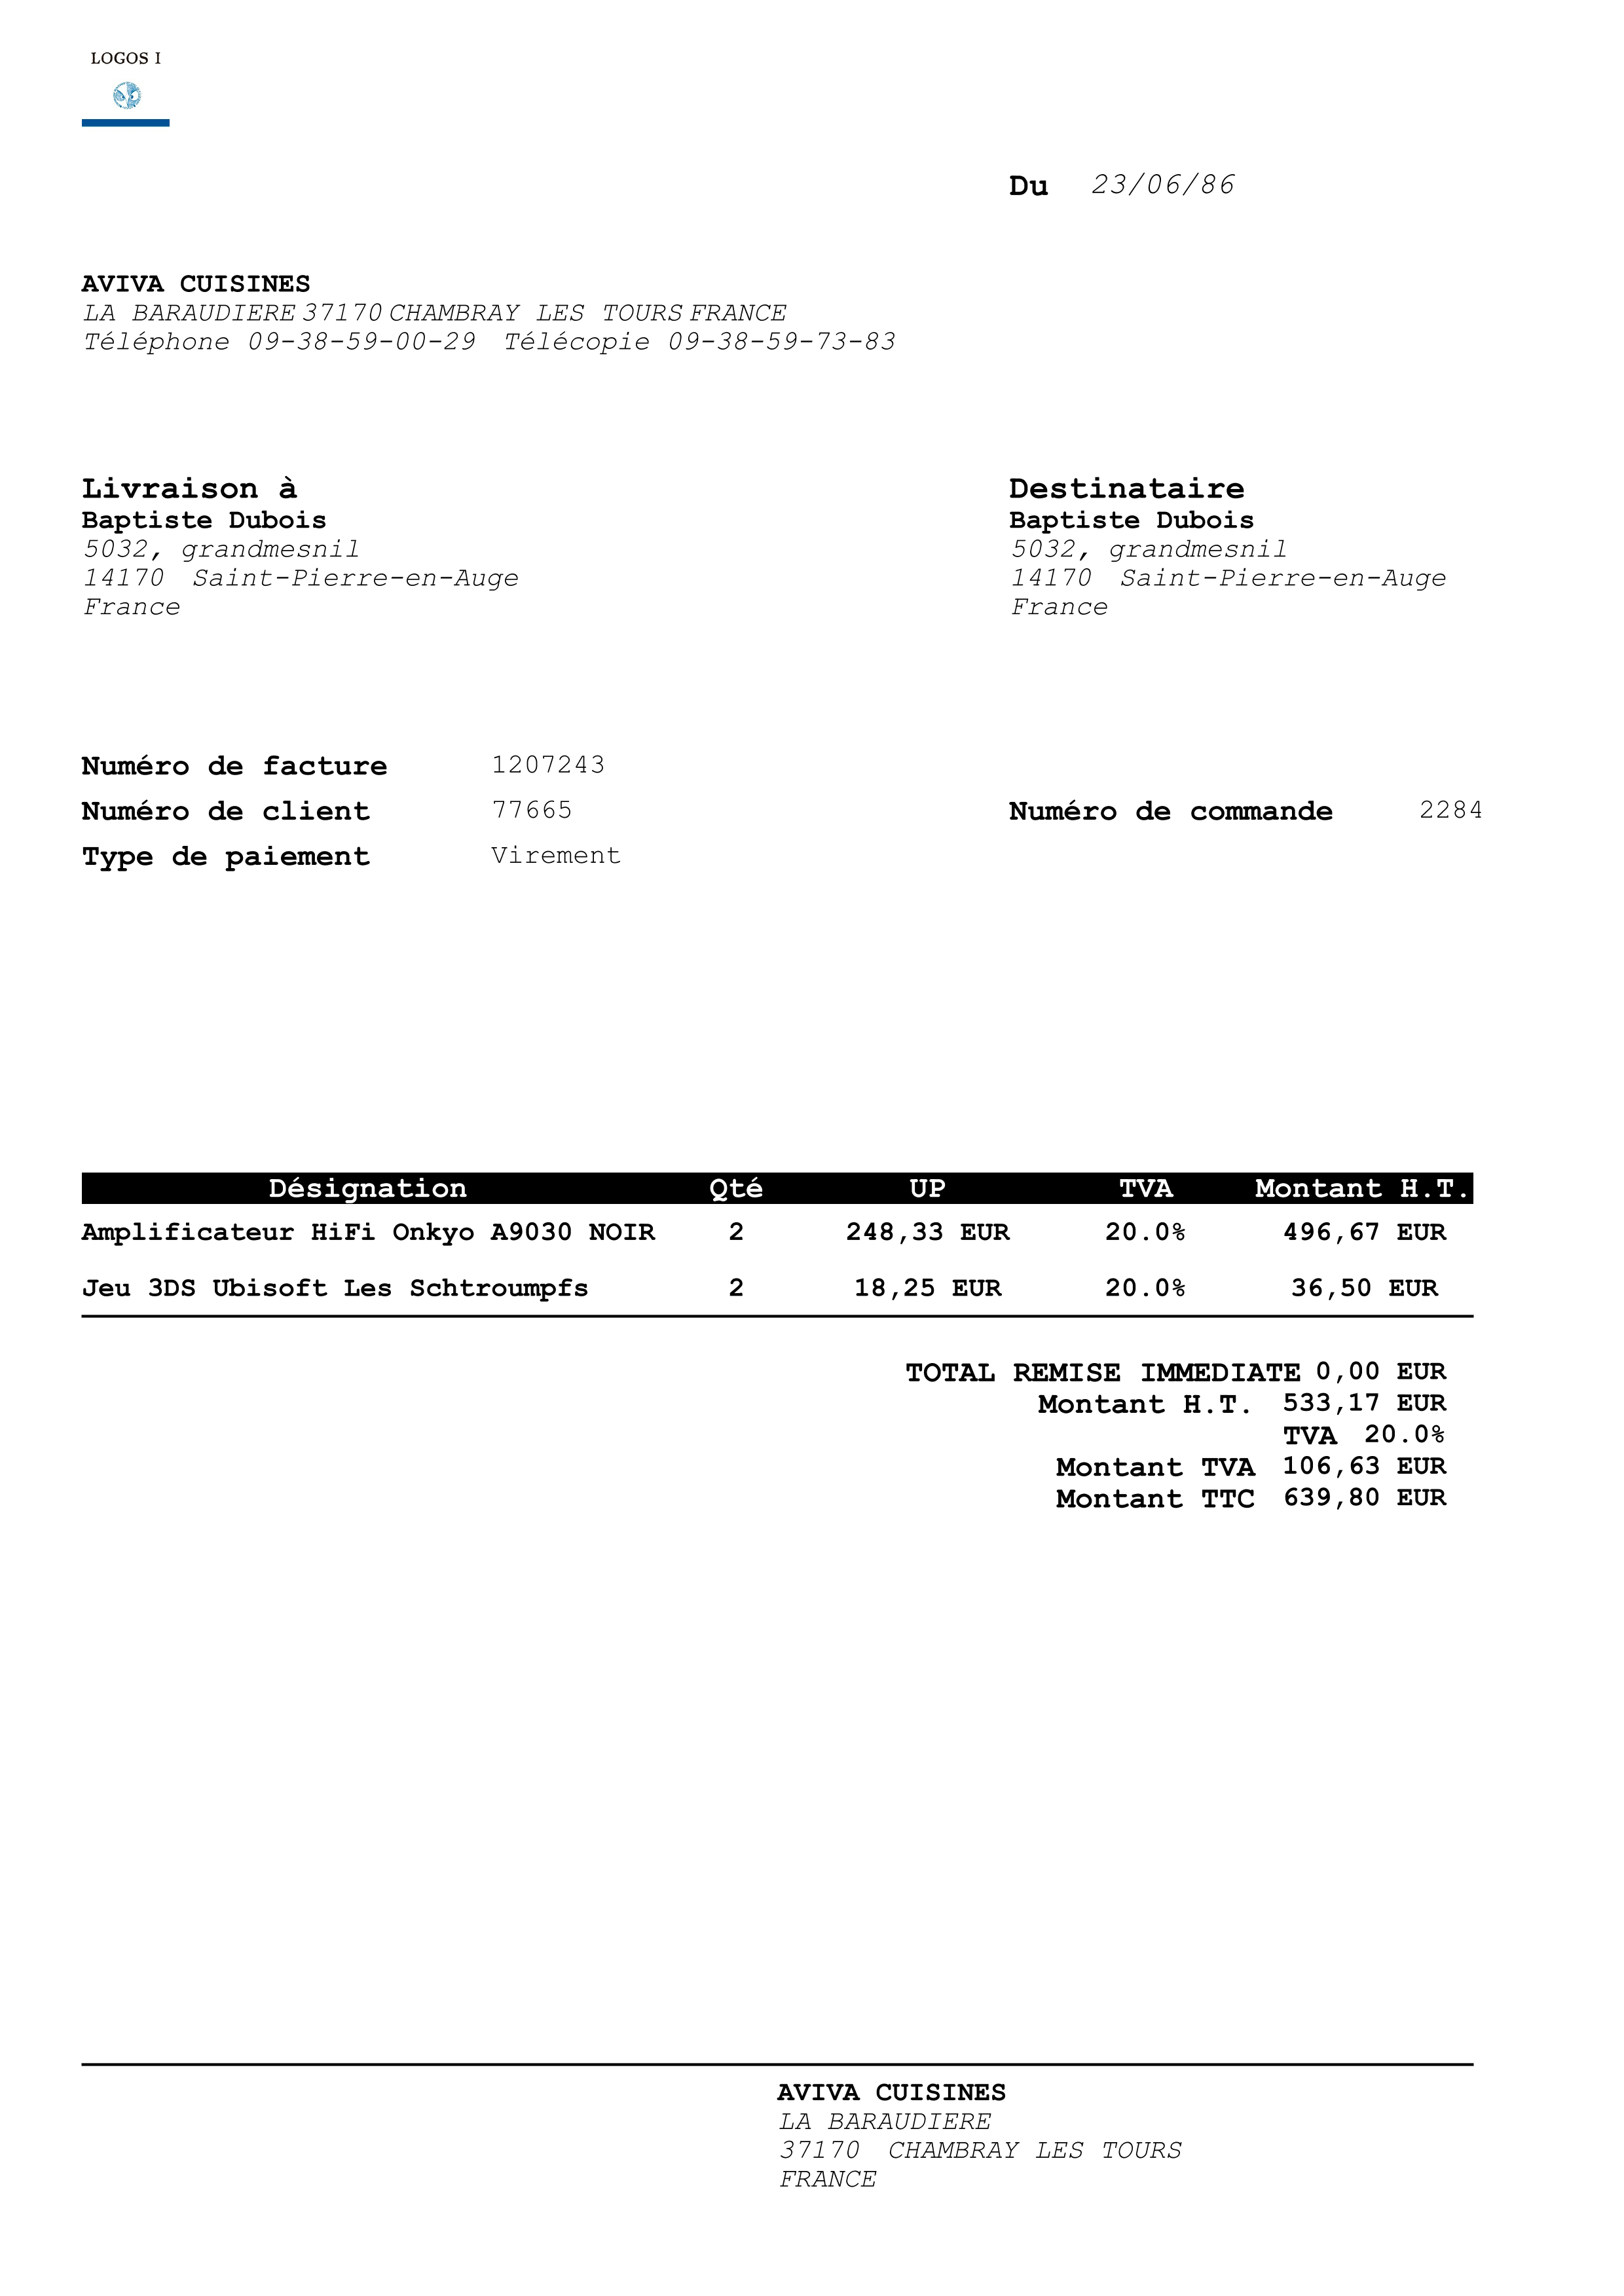 LOGOS I
Du 23/06/86
AVIVA CUISINES
LA BARAUDIERE 37170 CHAMBRAY LES TOURS FRANCE
Téléphone 09-38-59-00-29 Télécopie 09-38-59-73-83
Livraison à
Baptiste Dubois
5032, grandmesnil
14170 Saint-Pierre-en-Auge
France
Destinataire
Baptiste Dubois
5032, grandmesnil
14170 Saint-Pierre-en-Auge
France
Numéro de facture 1207243
Numéro de client 77665 Numéro de commande 2284
Type de paiement Virement
Désignation Qté UP TVA Montant H.T.
Amplificateur HiFi Onkyo A9030 NOIR 2 248,33 EUR 20.0% 496,67 EUR
Jeu 3DS Ubisoft Les Schtroumpfs 2 18,25 EUR 20.0% 36,50 EUR
TOTAL REMISE IMMEDIATE 0,00 EUR
Montant H.T. 533,17 EUR
TVA 20.0%
Montant TVA 106,63 EUR
Montant TTC 639,80 EUR
AVIVA CUISINES
LA BARAUDIERE
37170 CHAMBRAY LES TOURS
FRANCE